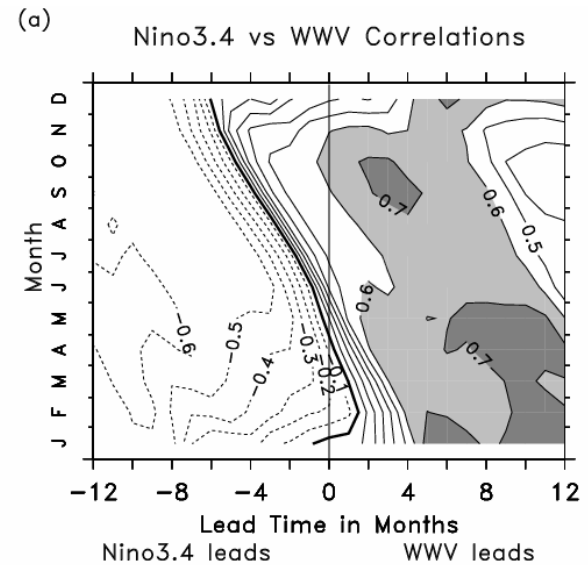 (a)
Nino3.4 vs WWV Correlations
D
N
O
S
A
J
J
M
A
M
F
J
Month
0.7
0.6
0.5
0.6
-0.6
-0.5
-0.4
-0.3
-0.2
0.7
-12 -8 -4 0 4 8 12
Lead Time in Months
Nino3.4 leads WWV leads